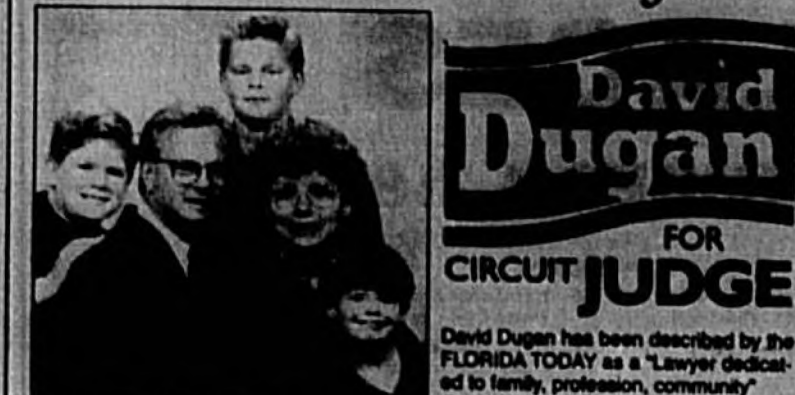 David
Dugan
FOR
CIRCUIT JUDGE
David Dugan has been described by the
FLORIDA TODAY as a "Lawyer dedicat-
ed to family, profession, community"